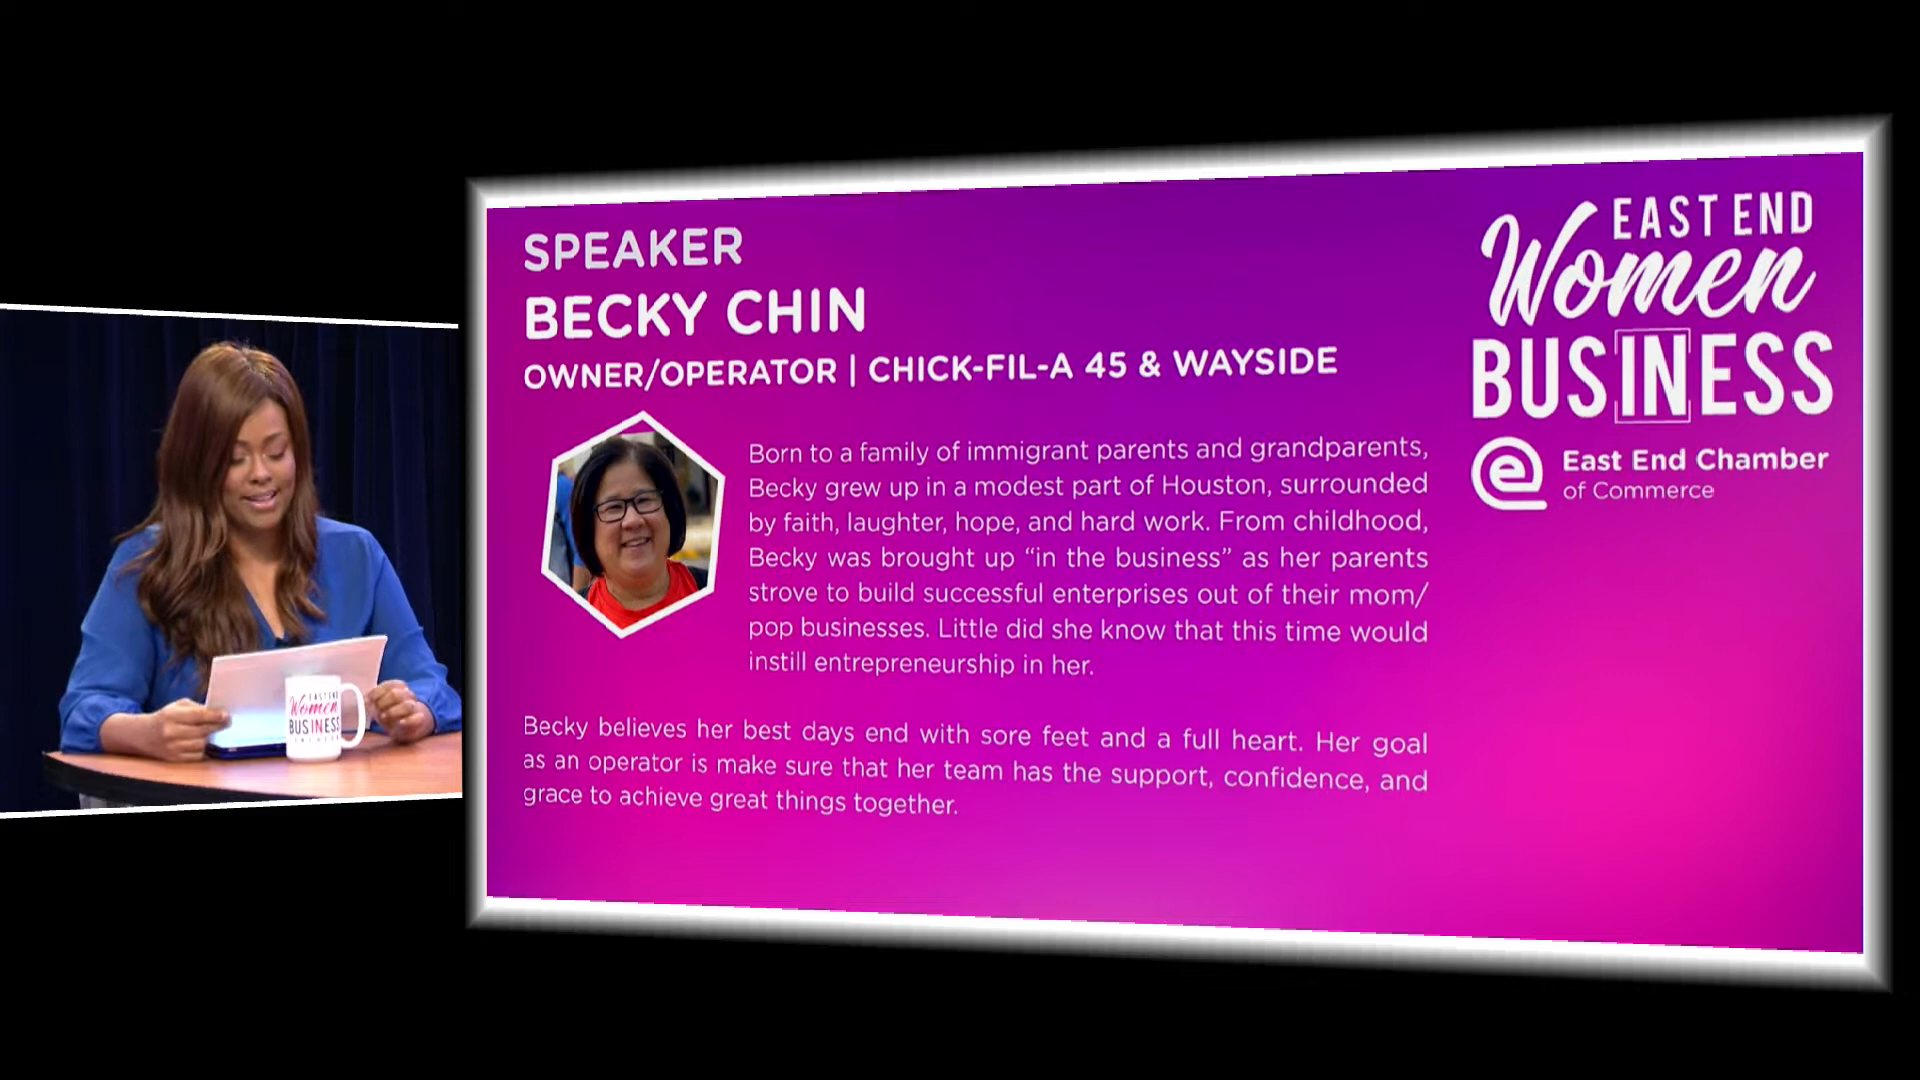 SPEAKER
BECKY CHIN
OWNER/OPERATOR | CHICK-FIL-A 45 & WAYSIDE
Born to a family of immigrant parents and grandparents,
Becky grew up in a modest part of Houston, surrounded
by faith, laughter, hope, and hard work. From childhood,
Becky was brought up “in the business” as her parents
strove to build successful enterprises out of their mom/
pop businesses. Little did she know that this time would
instill entrepreneurship in her.
Becky believes her best days end with sore feet and a full heart. Her goal
as an operator is make sure that her team has the support, confidence, and
grace to achieve great things together.
EAST END
Women
BUSINESS
e East End Chamber
of Commerce
EAST END
Women
BUSINESS